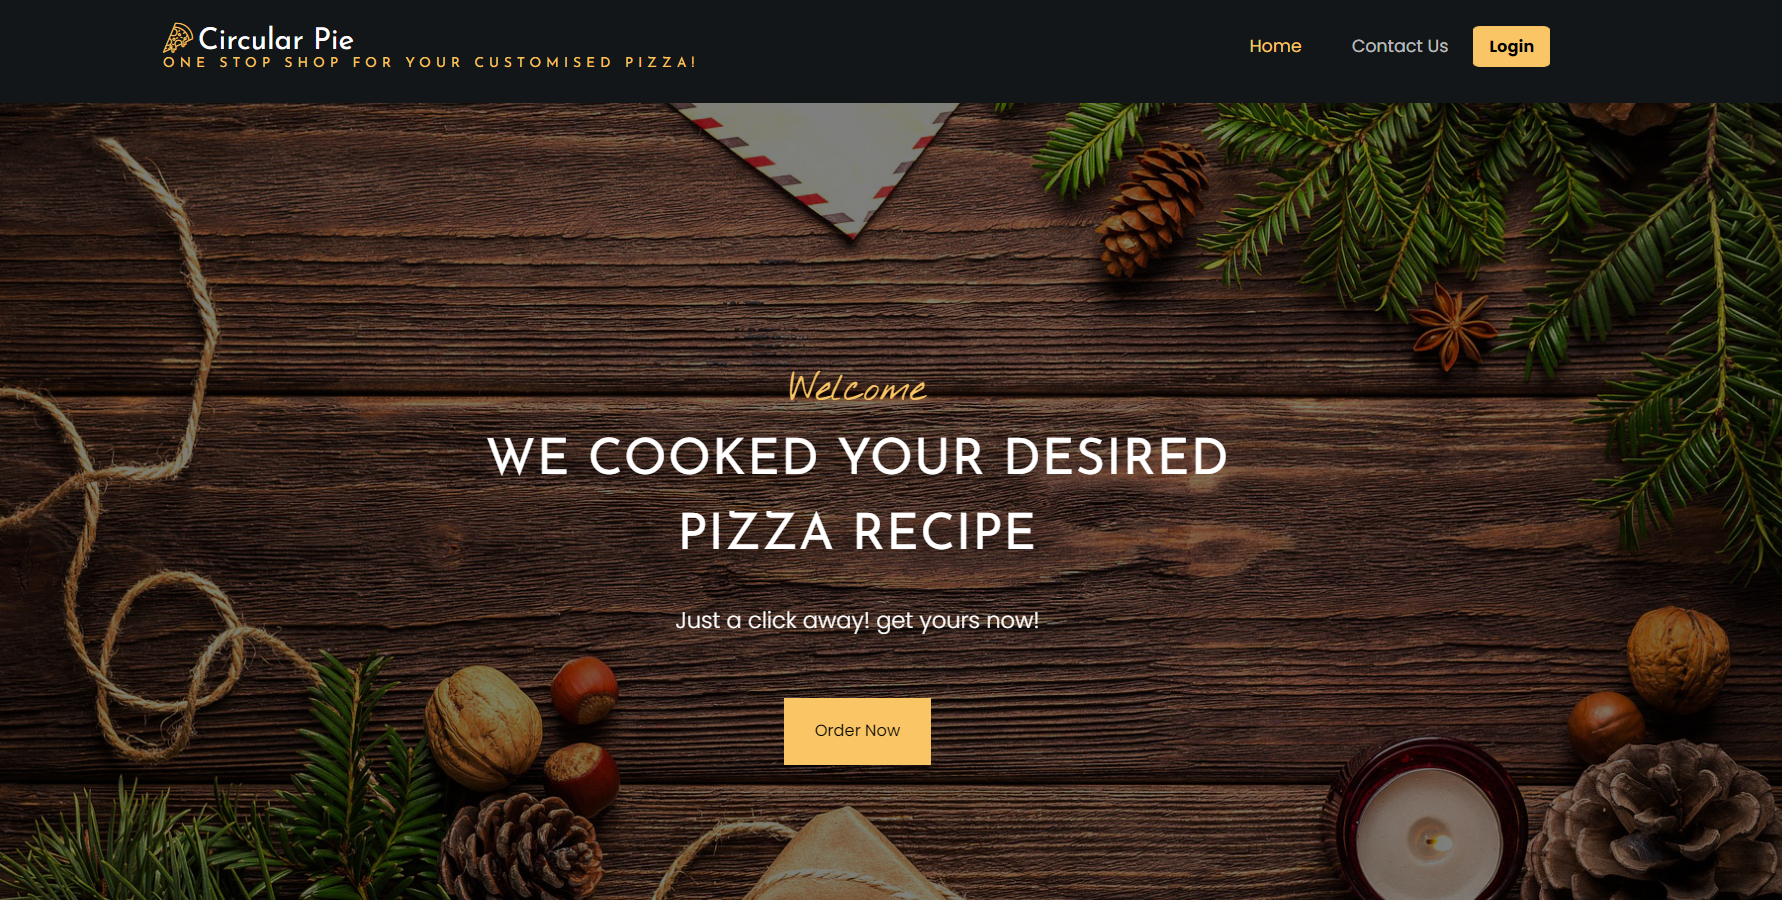 Circular Pie
ONE STOP SHOP FOR YOUR CUSTOMISED PIZZA!
Home
Contact Us
Login
Welcome
WE COOKED YOUR DESIRED
PIZZA RECIPE
Just a click away! get yours now!
Order Now